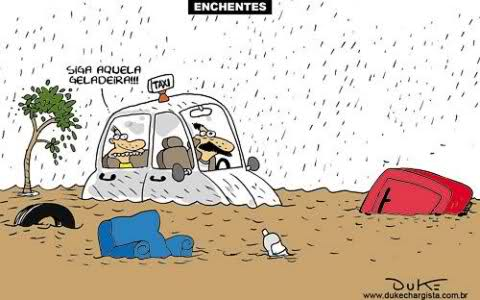 ENCHENTES
SIGA AQUELA
GELADEIRA!!!
TAXI
DUKE
www.dukechargista.com.br